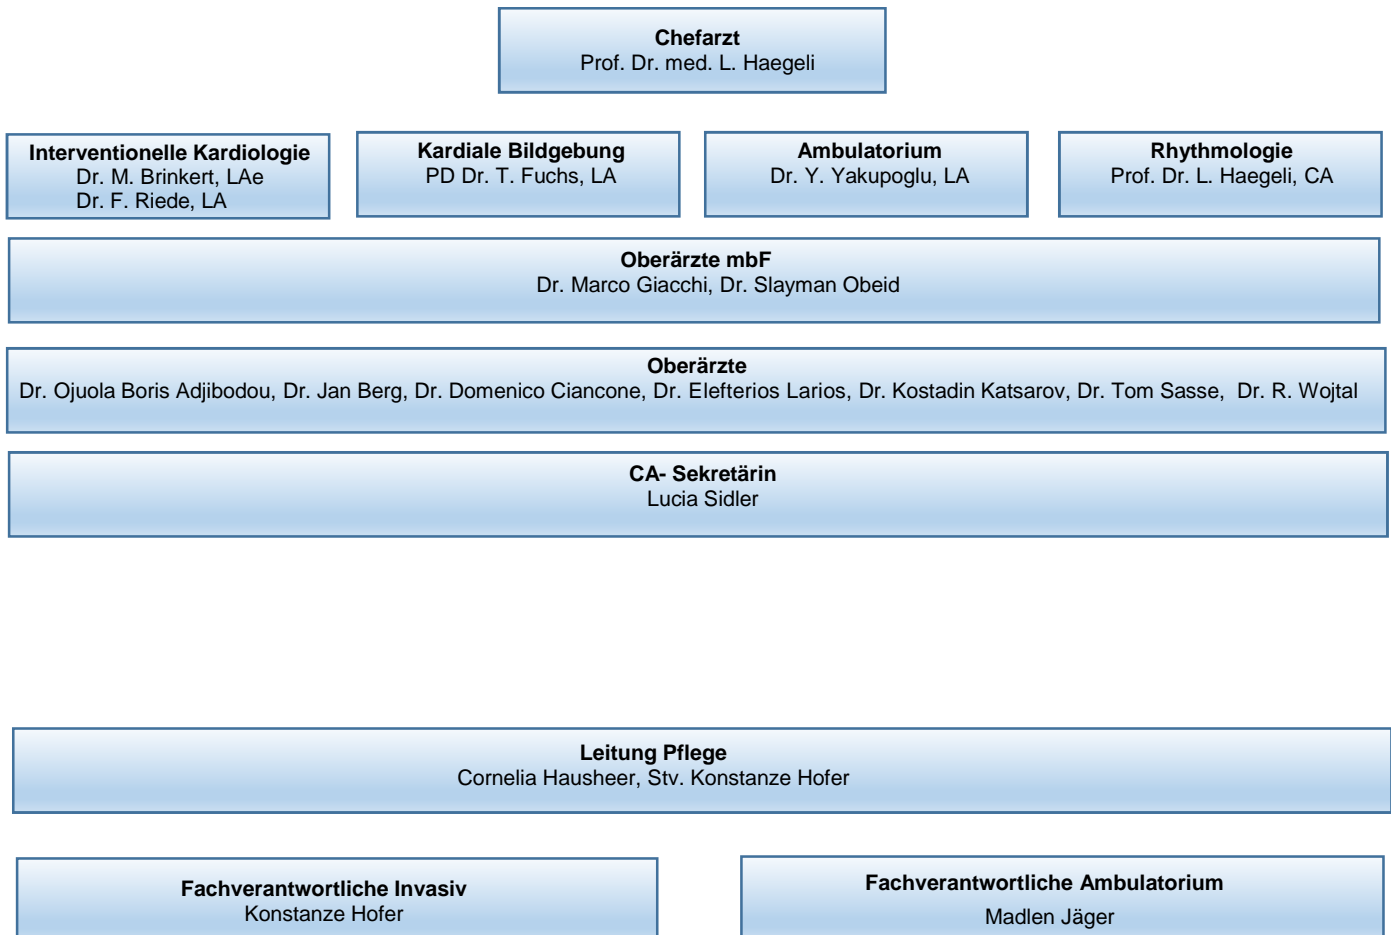 Chefarzt
Prof. Dr. med. L. Haegeli
Interventionelle Kardiologie
Dr. M. Brinkert, LAe
Dr. F. Riede, LA
Kardiale Bildgebung
PD Dr. T. Fuchs, LA
Ambulatorium
Dr. Y. Yakupoglu, LA
Rhythmologie
Prof. Dr. L. Haegeli, CA
Oberärzte mbF
Dr. Marco Giacchi, Dr. Slayman Obeid
Oberärzte
Dr. Ojuola Boris Adjibodou, Dr. Jan Berg, Dr. Domenico Ciancone, Dr. Elefterios Larios, Dr. Kostadin Katsarov, Dr. Tom Sasse, Dr. R. Wojtal
CA- Sekretärin
Lucia Sidler
Leitung Pflege
Cornelia Hausheer, Stv. Konstanze Hofer
Fachverantwortliche Invasiv
Konstanze Hofer
Fachverantwortliche Ambulatorium
Madlen Jäger